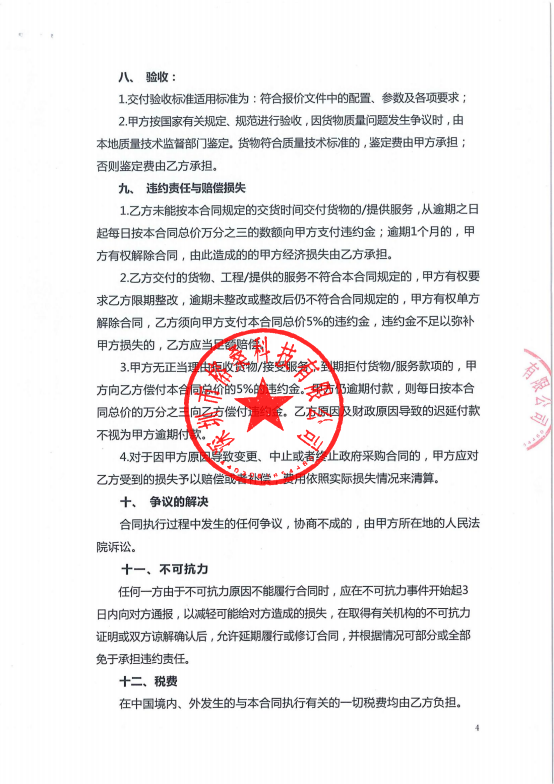 八、 验收：
1.交付验收标准适用标准为：符合报价文件中的配置、参数及各项要求；
2.甲方按国家有关规定、规范进行验收，因货物质量问题发生争议时，由
本地质量技术监督部门鉴定。货物符合质量技术标准的，鉴定费由甲方承担；
否则鉴定费由乙方承担。
九、 违约责任与赔偿损失
1.乙方未能按本合同规定的交货时间交付货物的/提供服务，从逾期之日
起每日按本合同总价万分之三的数额向甲方支付违约金；逾期1个月的，甲
方有权解除合同，由此造成的的甲方经济损失由乙方承担。
2.乙方交付的货物、工程/提供的服务不符合本合同规定的，甲方有权要
求乙方限期整改，逾期未整改或整改后仍不符合合同规定的，甲方有权单方
解除合同，乙方须向甲方支付本合同总价5%的违约金，违约金不足以弥补
甲方损失的，乙方应当足额赔偿。
3.甲方无正当理由拒收货物/接受服务、到期拒付货物/服务款项的，甲
方向乙方偿付本合同总价的5%的违约金。甲方仍逾期付款，则每日按本合
同总价的万分之三向乙方偿付违约金。乙方原因及财政原因导致的迟延付款
不视为甲方逾期付款。
4.对于因甲方原因导致变更、中止或者终止政府采购合同的，甲方应对
乙方受到的损失予以赔偿或者补偿，费用依照实际损失情况来清算。
十、 争议的解决
合同执行过程中发生的任何争议，协商不成的，由甲方所在地的人民法
院诉讼。
十一、不可抗力
任何一方由于不可抗力原因不能履行合同时，应在不可抗力事件开始起3
日内向对方通报，以减轻可能给对方造成的损失，在取得有关机构的不可抗力
证明或双方谅解确认后，允许延期履行或修订合同，并根据情况可部分或全部
免于承担违约责任。
十二、税费
在中国境内、外发生的与本合同执行有关的一切税费均由乙方负担。
4
深圳市 科技有限公司
有限公司